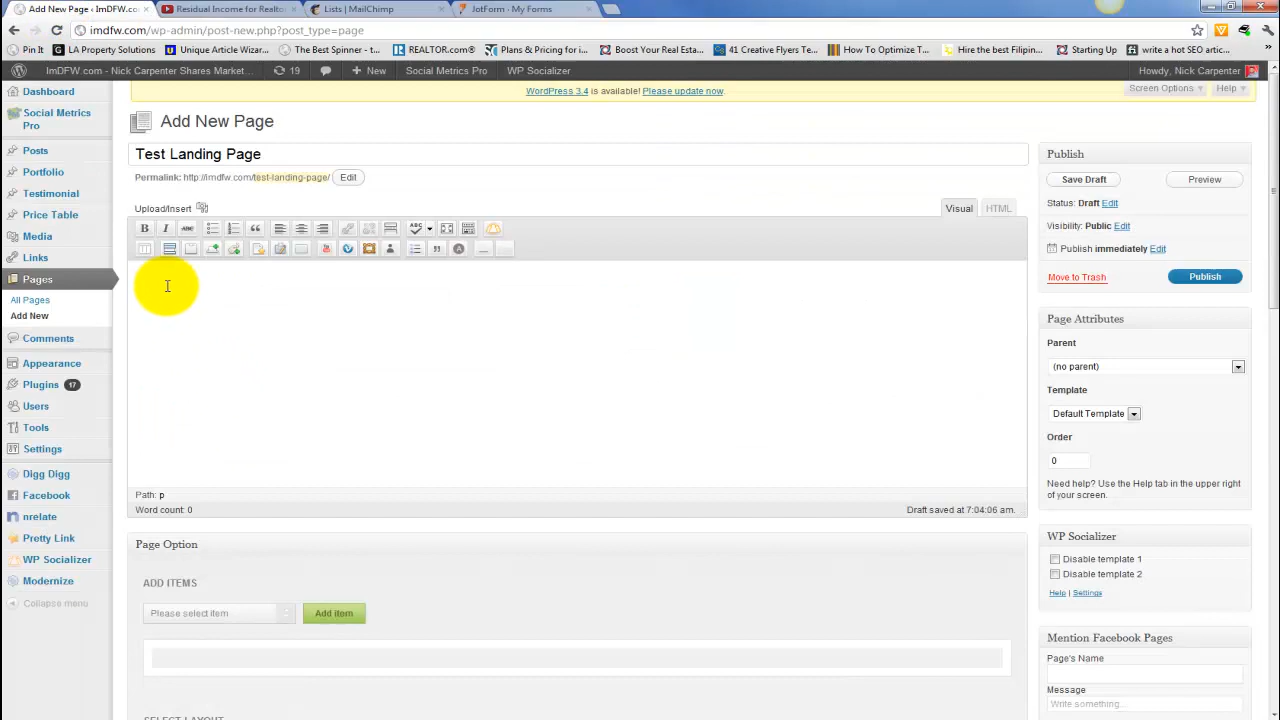 Add New Page ‹ ImDFW.com
Residual Income for Realto
Lists | MailChimp
JotForm · My Forms
imdfw.com/wp-admin/post-new.php?post_type=page
Pin It
LA Property Solutions
Unique Article Wizar...
The Best Spinner - t...
REALTOR.com®
Plans & Pricing for i...
Boost Your Real Esta...
41 Creative Flyers Te...
How To Optimize T...
Hire the best Filipin...
Starting Up
write a hot SEO artic...
ImDFW.com - Nick Carpenter Shares Market...
19
New
Social Metrics Pro
WP Socializer
Howdy, Nick Carpenter
WordPress 3.4 is available! Please update now.
Screen Options
Help
Dashboard
Social Metrics
Pro
Posts
Portfolio
Testimonial
Price Table
Media
Links
Pages
All Pages
Add New
Comments
Appearance
Plugins 17
Users
Tools
Settings
Digg Digg
Facebook
nrelate
Pretty Link
WP Socializer
Modernize
Collapse menu
Add New Page
Test Landing Page
Permalink: http://imdfw.com/test-landing-page/ Edit
Upload/Insert
Visual
HTML
B I ABC
ABC
Path: p
Word count: 0
Draft saved at 7:04:06 am.
Page Option
ADD ITEMS
Please select item
Add item
SELECT LAYOUT
Publish
Save Draft
Preview
Status: Draft Edit
Visibility: Public Edit
Publish immediately Edit
Move to Trash
Publish
Page Attributes
Parent
(no parent)
Template
Default Template
Order
0
Need help? Use the Help tab in the upper right
of your screen.
WP Socializer
Disable template 1
Disable template 2
Help | Settings
Mention Facebook Pages
Page's Name
Message
Write something...